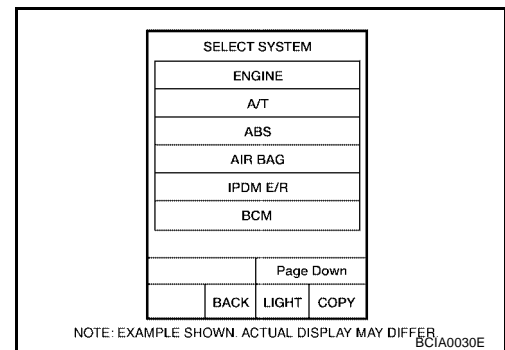 SELECT SYSTEM
ENGINE
A/T
ABS
AIR BAG
IPDM E/R
BCM
Page Down
BACK LIGHT COPY
NOTE: EXAMPLE SHOWN. ACTUAL DISPLAY MAY DIFFER.
BCIA0030E